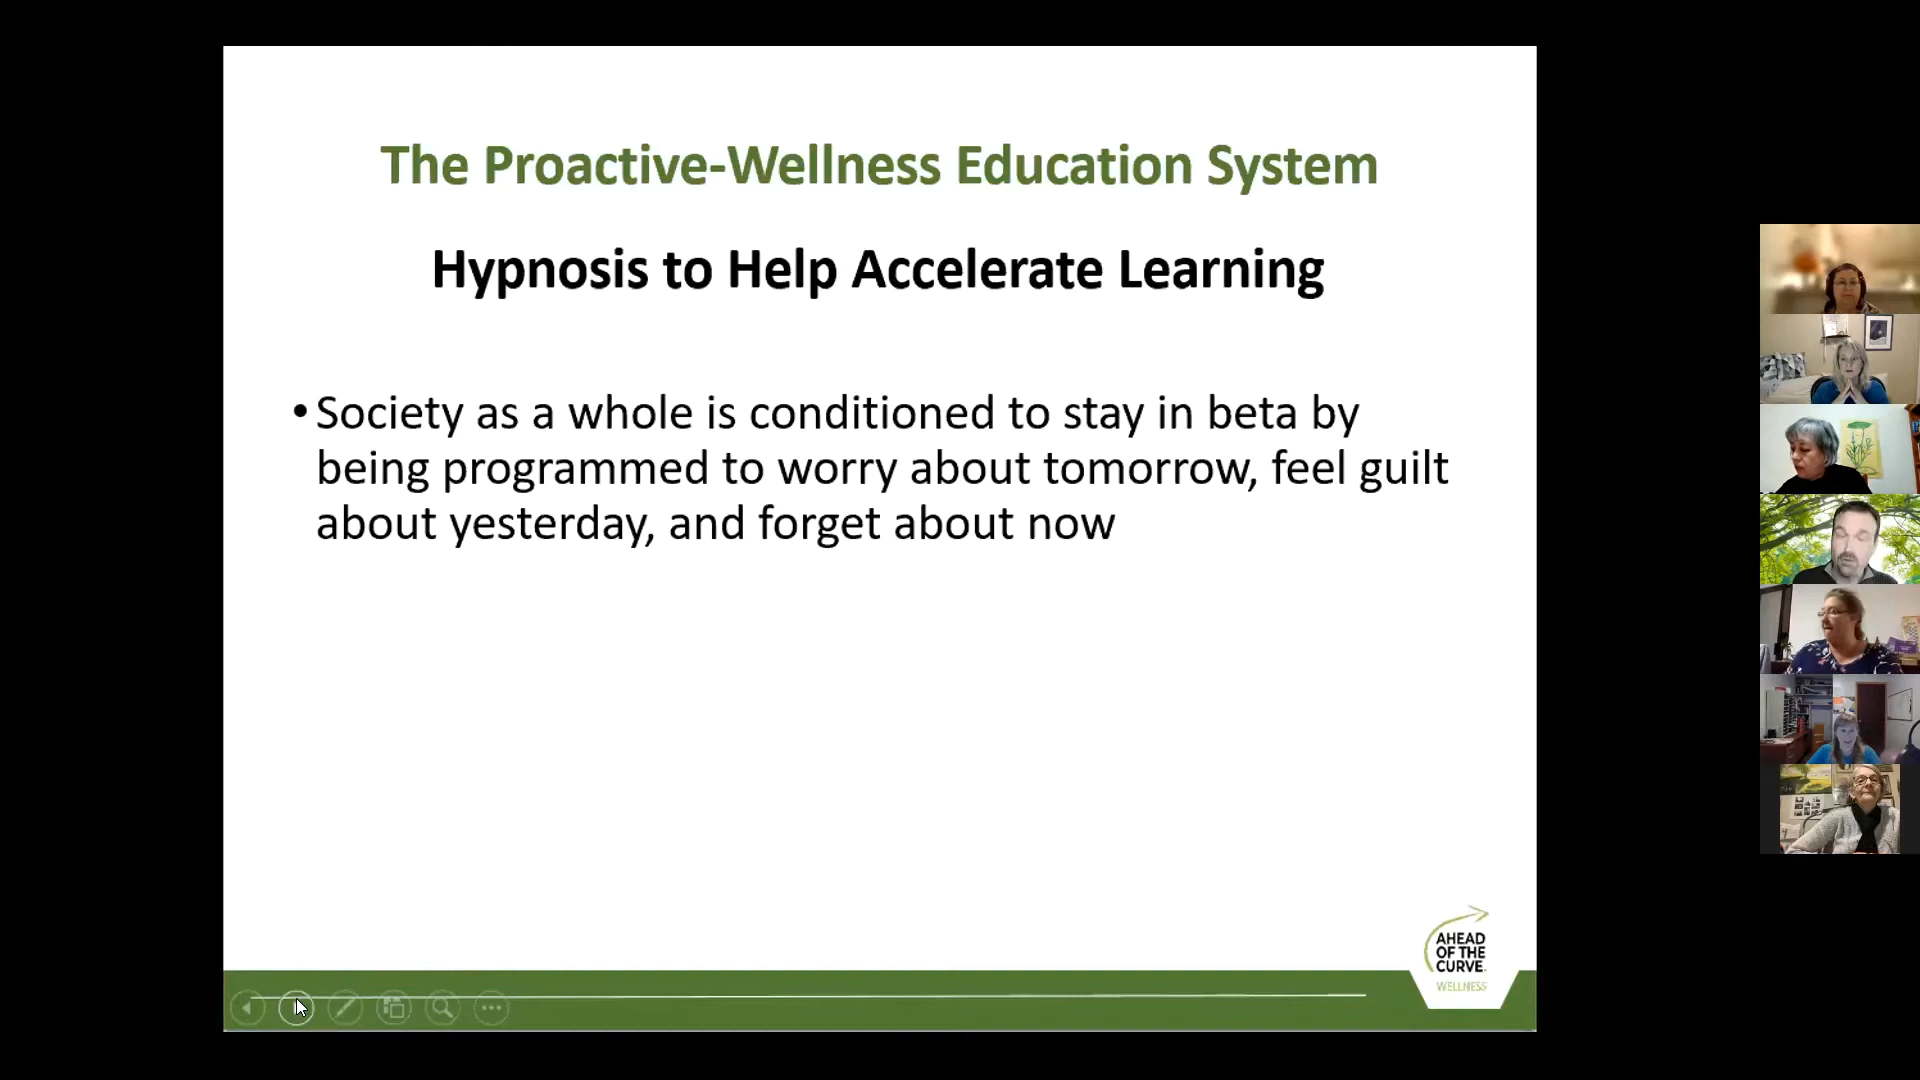 The Proactive-Wellness Education System
Hypnosis to Help Accelerate Learning
• Society as a whole is conditioned to stay in beta by
being programmed to worry about tomorrow, feel guilt
about yesterday, and forget about now
AHEAD
OF THE
CURVE
WELLNESS